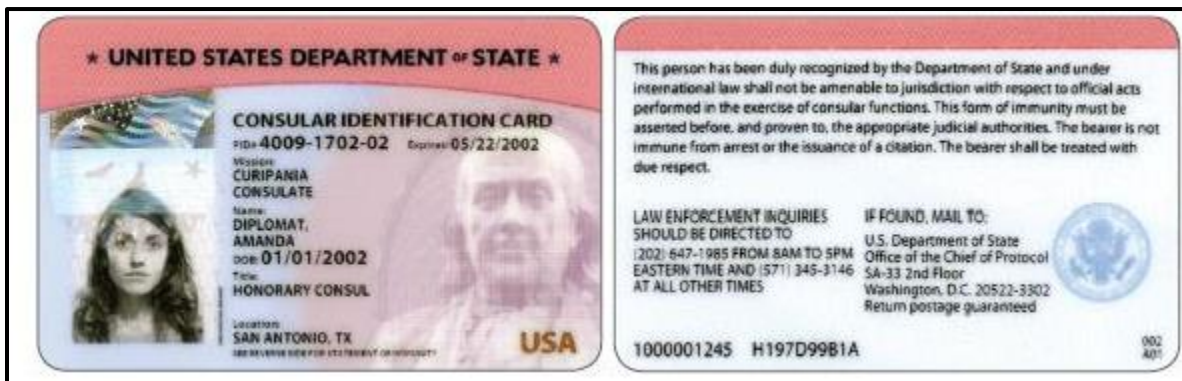 ★ UNITED STATES DEPARTMENT OF STATE ★
CONSULAR IDENTIFICATION CARD
PID# 4009-1702-02 Expires: 05/22/2002
Mission:
CURIPANIA
CONSULATE
Name:
DIPLOMAT,
AMANDA
DOB: 01/01/2002
Title:
HONORARY CONSUL
Location:
SAN ANTONIO, TX
SEE REVERSE SIDE FOR STATEMENT OF IMMUNITY
USA
This person has been duly recognized by the Department of State and under
international law shall not be amenable to jurisdiction with respect to official acts
performed in the exercise of consular functions. This form of immunity must be
asserted before, and proven to, the appropriate judicial authorities. The bearer is not
immune from arrest or the issuance of a citation. The bearer shall be treated with
due respect.
LAW ENFORCEMENT INQUIRIES
SHOULD BE DIRECTED TO
(202) 647-1985 FROM 8AM TO 5PM
EASTERN TIME AND (571) 345-3146
AT ALL OTHER TIMES
IF FOUND, MAIL TO:
U.S. Department of State
Office of the Chief of Protocol
SA-33 2nd Floor
Washington, D.C. 20522-3302
Return postage guaranteed
1000001245 H197D99B1A
002
A01